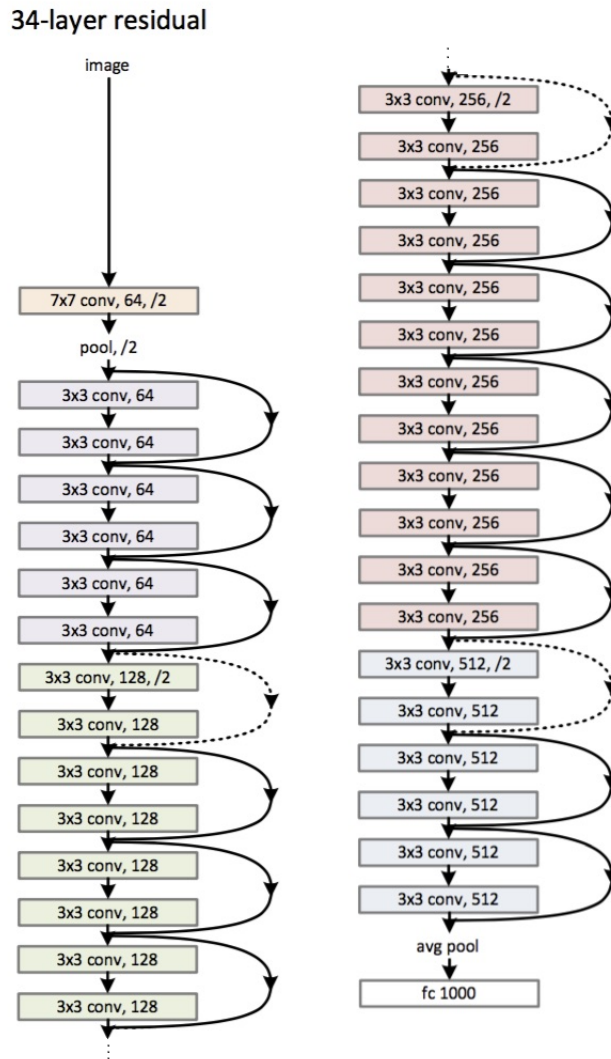 34-layer residual
image
7x7 conv, 64, /2
pool, /2
3x3 conv, 64
3x3 conv, 64
3x3 conv, 64
3x3 conv, 64
3x3 conv, 64
3x3 conv, 64
3x3 conv, 128, /2
3x3 conv, 128
3x3 conv, 128
3x3 conv, 128
3x3 conv, 128
3x3 conv, 128
3x3 conv, 128
3x3 conv, 128
3x3 conv, 256, /2
3x3 conv, 256
3x3 conv, 256
3x3 conv, 256
3x3 conv, 256
3x3 conv, 256
3x3 conv, 256
3x3 conv, 256
3x3 conv, 256
3x3 conv, 256
3x3 conv, 256
3x3 conv, 256
3x3 conv, 512, /2
3x3 conv, 512
3x3 conv, 512
3x3 conv, 512
3x3 conv, 512
3x3 conv, 512
avg pool
fc 1000